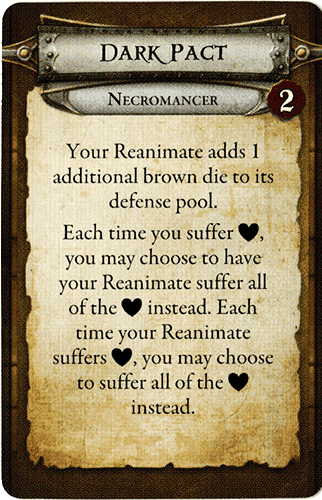 Dark Pact
Necromancer
2
Your Reanimate adds 1
additional brown die to its
defense pool.
Each time you suffer ♥,
you may choose to have
your Reanimate suffer all
of the ♥ instead. Each
time your Reanimate
suffers ♥, you may choose
to suffer all of the ♥
instead.